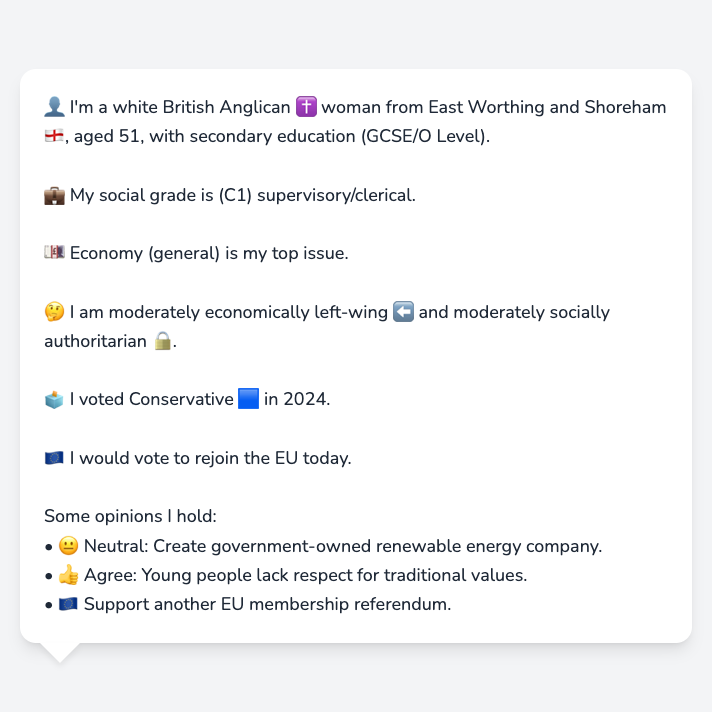 👤 I'm a white British Anglican ✝️ woman from East Worthing and Shoreham
🏴󠁧󠁢󠁥󠁮󠁧󠁿, aged 51, with secondary education (GCSE/O Level).
💼 My social grade is (C1) supervisory/clerical.
💷 Economy (general) is my top issue.
🤔 I am moderately economically left-wing ⬅️ and moderately socially
authoritarian 🔒.
🗳️ I voted Conservative 🟦 in 2024.
🇪🇺 I would vote to rejoin the EU today.
Some opinions I hold:
• 😐 Neutral: Create government-owned renewable energy company.
• 👍 Agree: Young people lack respect for traditional values.
• 🇪🇺 Support another EU membership referendum.